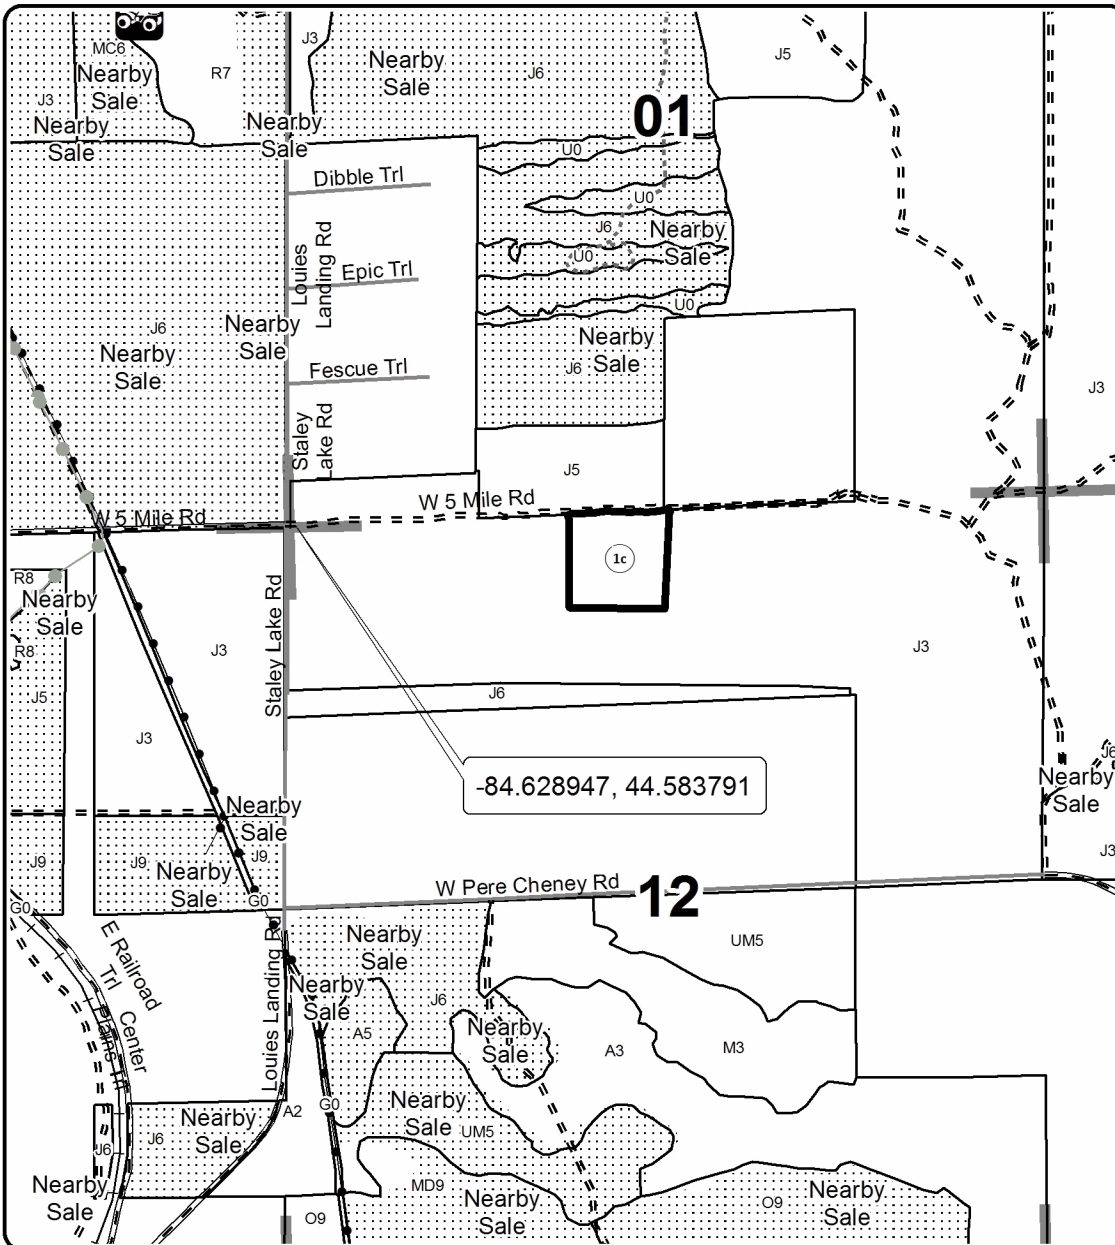 MC6
J3
J5
Nearby
Sale
R7
Nearby
Sale
J6
J3
Nearby
Sale
Nearby
Sale
01
U0
Dibble Trl
U0
J6
Nearby
Sale
Louies
Landing Rd
U0
Epic Trl
U0
J6
Nearby
Sale
Nearby
Sale
Nearby
Sale
J6
Fescue Trl
J3
Staley
Lake Rd
J5
W 5 Mile Rd
W 5 Mile Rd
1c
R8
Nearby
Sale
R8
J3
Staley Lake Rd
J3
J5
J6
J3
J6
-84.628947, 44.583791
Nearby
Sale
Nearby
Sale
J9
J9
J9
Nearby
Sale
J3
G0
G0
W Pere Cheney Rd
12
E Railroad
Trl
Nearby
Sale
UM5
Louies Landing Rd
Nearby
Sale
J6
Center
Plains Trl
A5
Nearby
Sale
A3
M3
A2
G0
Nearby
Sale
UM5
Nearby
Sale
J6
J6
Nearby
Sale
MD9
Nearby
Sale
O9
Nearby
Sale
O9